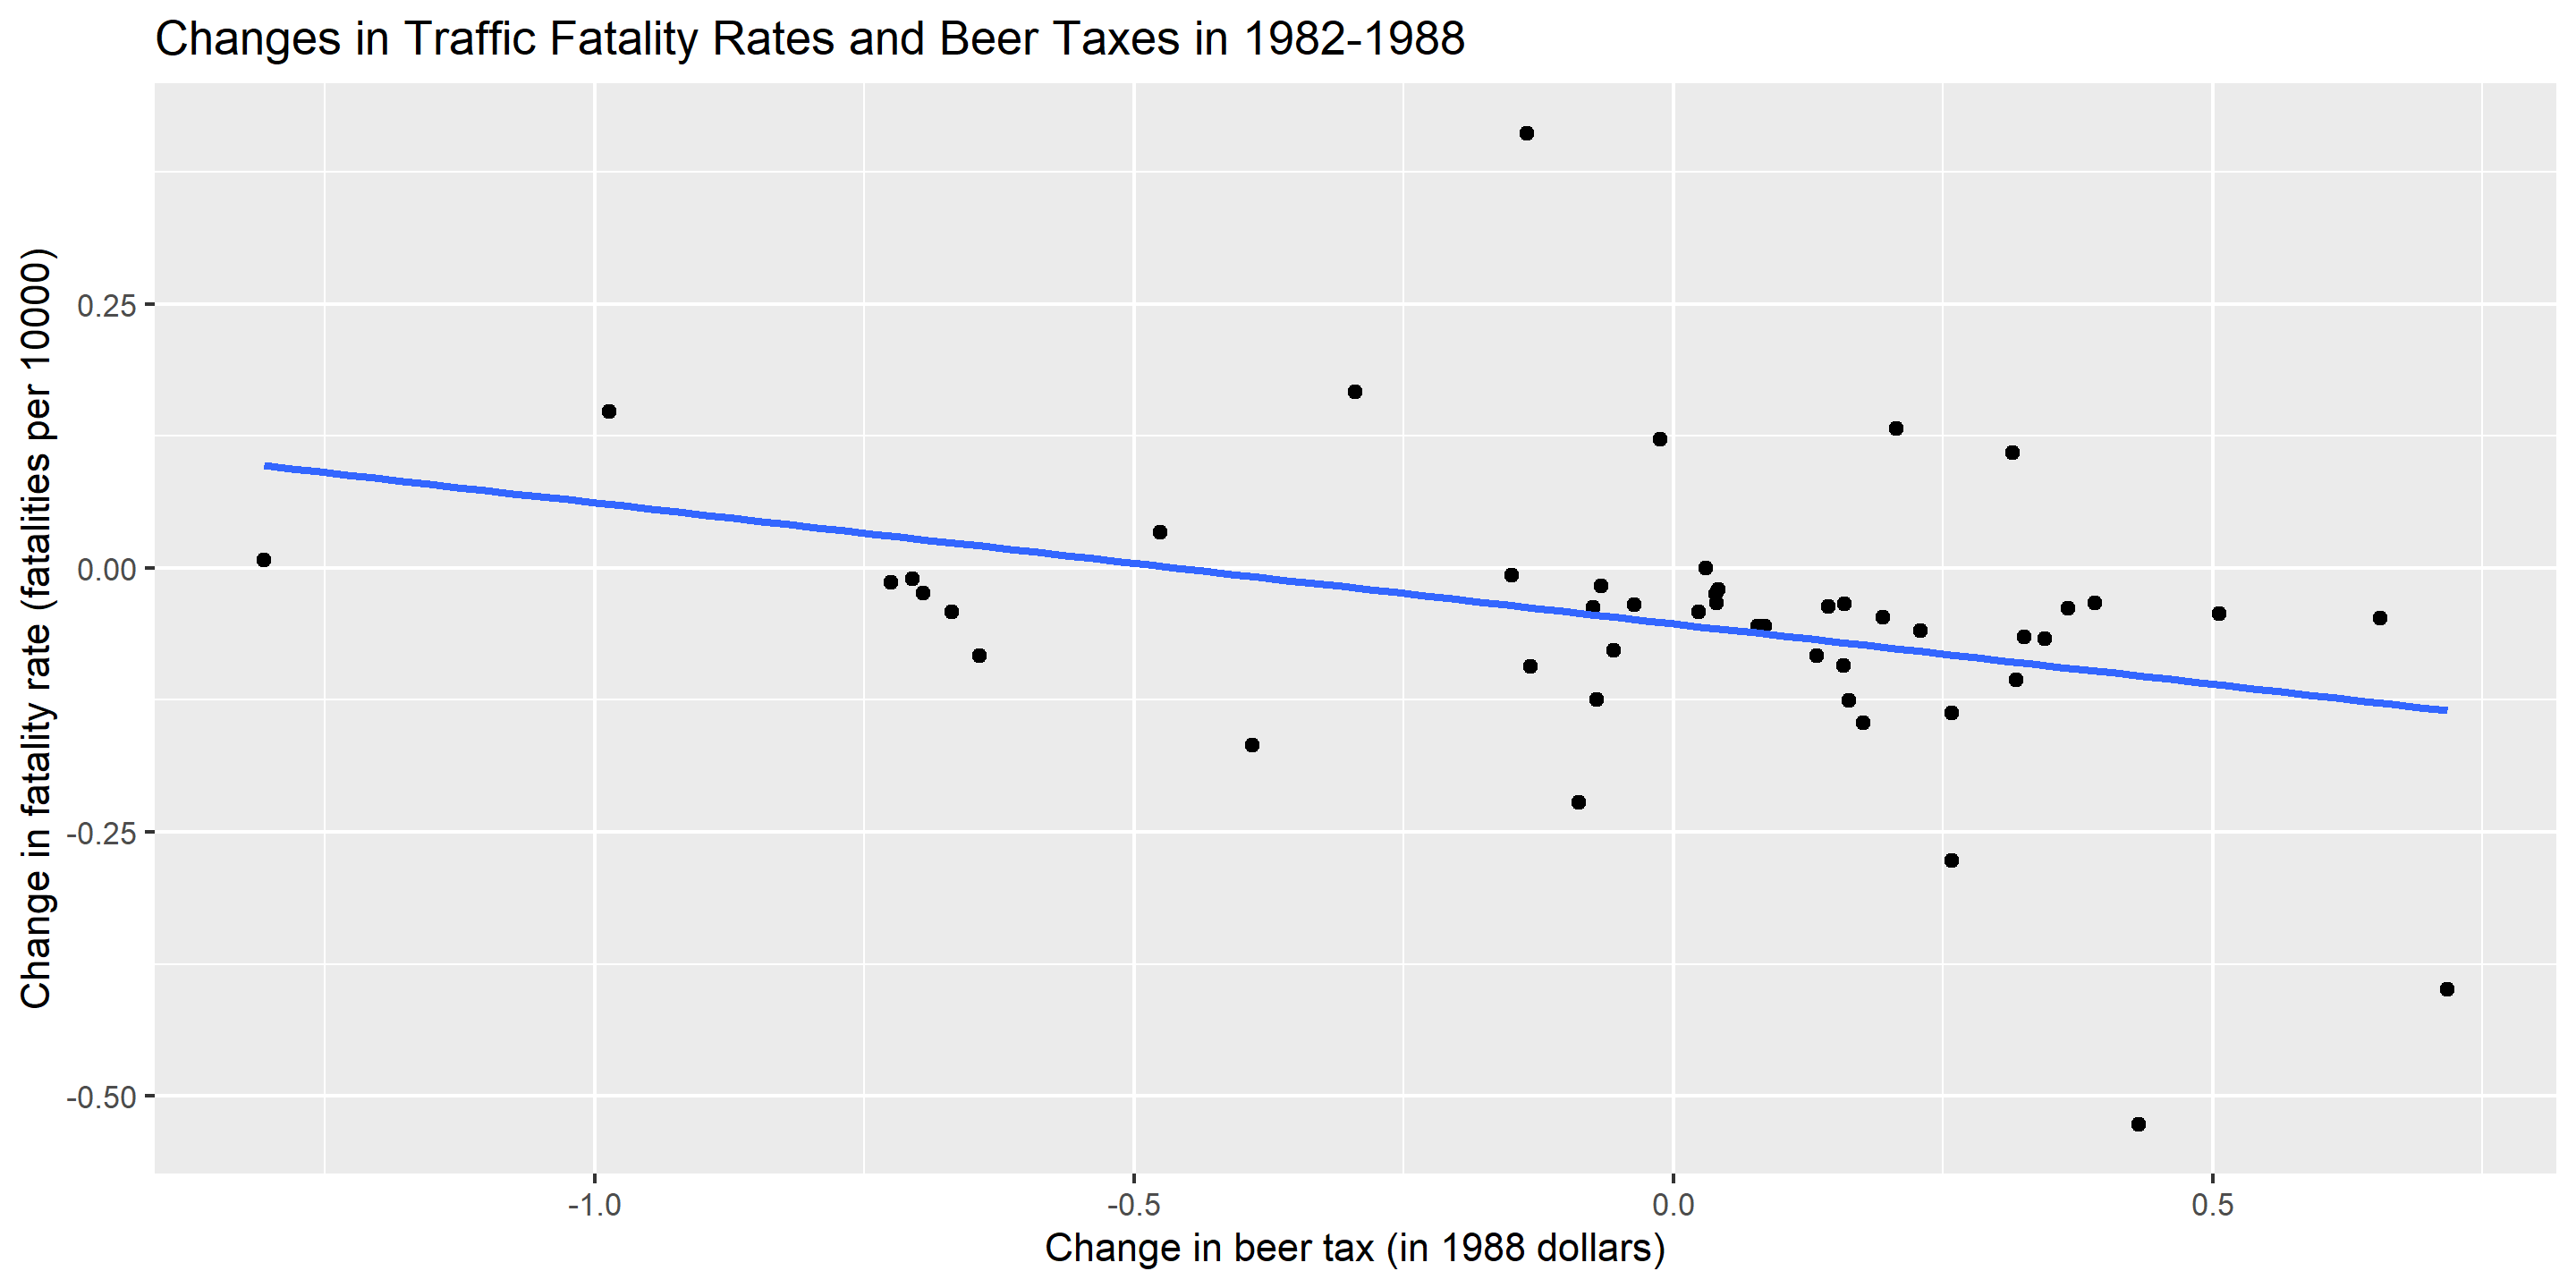 Changes in Traffic Fatality Rates and Beer Taxes in 1982-1988
Change in fatality rate (fatalities per 10000)
0.25
0.00
-0.25
-0.50
-1.0
-0.5
0.0
0.5
Change in beer tax (in 1988 dollars)